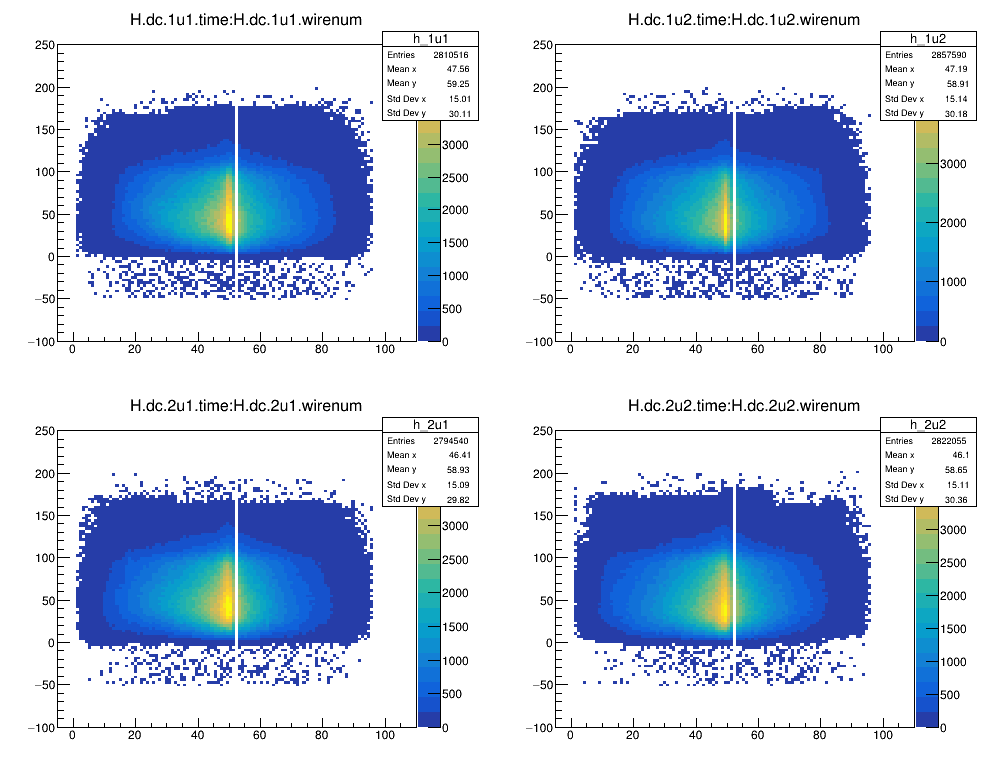 H.dc.1u1.time:H.dc.1u1.wirenum
h_1u1
Entries 2810516
Mean x 47.56
Mean y 59.25
Std Dev x 15.01
Std Dev y 30.11
250
200
150
100
50
0
−50
−100
0 20 40 60 80 100
3000
2500
2000
1500
1000
500
0
H.dc.1u2.time:H.dc.1u2.wirenum
h_1u2
Entries 2857590
Mean x 47.19
Mean y 58.91
Std Dev x 15.14
Std Dev y 30.18
250
200
150
100
50
0
−50
−100
0 20 40 60 80 100
3000
2000
1000
0
H.dc.2u1.time:H.dc.2u1.wirenum
h_2u1
Entries 2794540
Mean x 46.41
Mean y 58.93
Std Dev x 15.09
Std Dev y 29.82
250
200
150
100
50
0
−50
−100
0 20 40 60 80 100
3000
2500
2000
1500
1000
500
0
H.dc.2u2.time:H.dc.2u2.wirenum
h_2u2
Entries 2822055
Mean x 46.1
Mean y 58.65
Std Dev x 15.11
Std Dev y 30.36
250
200
150
100
50
0
−50
−100
0 20 40 60 80 100
3000
2500
2000
1500
1000
500
0